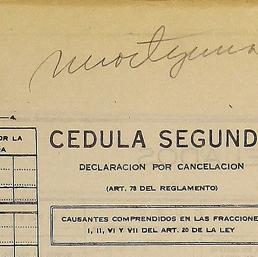 4.
OR LA
A
CEDULA SEGUND
DECLARACION POR CANCELACION
(ART. 78 DEL REGLAMENTO)
CAUSANTES COMPRENDIDOS EN LAS FRACCIONE
I, II, VI Y VII DEL ART. 20 DE LA LEY